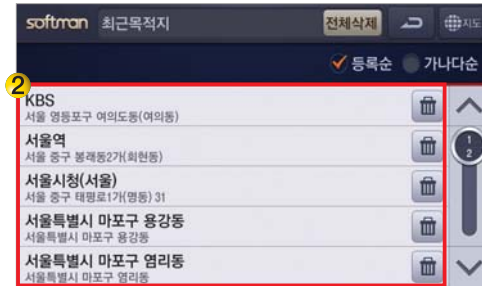 softman 최근목적지 전체삭제 지도
등록순 가나다순
2
KBS
서울 영등포구 여의도동(여의동)
서울역
서울 중구 봉래동2가(회현동)
서울시청(서울)
서울 중구 태평로1가(명동) 31
서울특별시 마포구 용강동
서울특별시 마포구 용강동
서울특별시 마포구 염리동
서울특별시 마포구 염리동
1
2